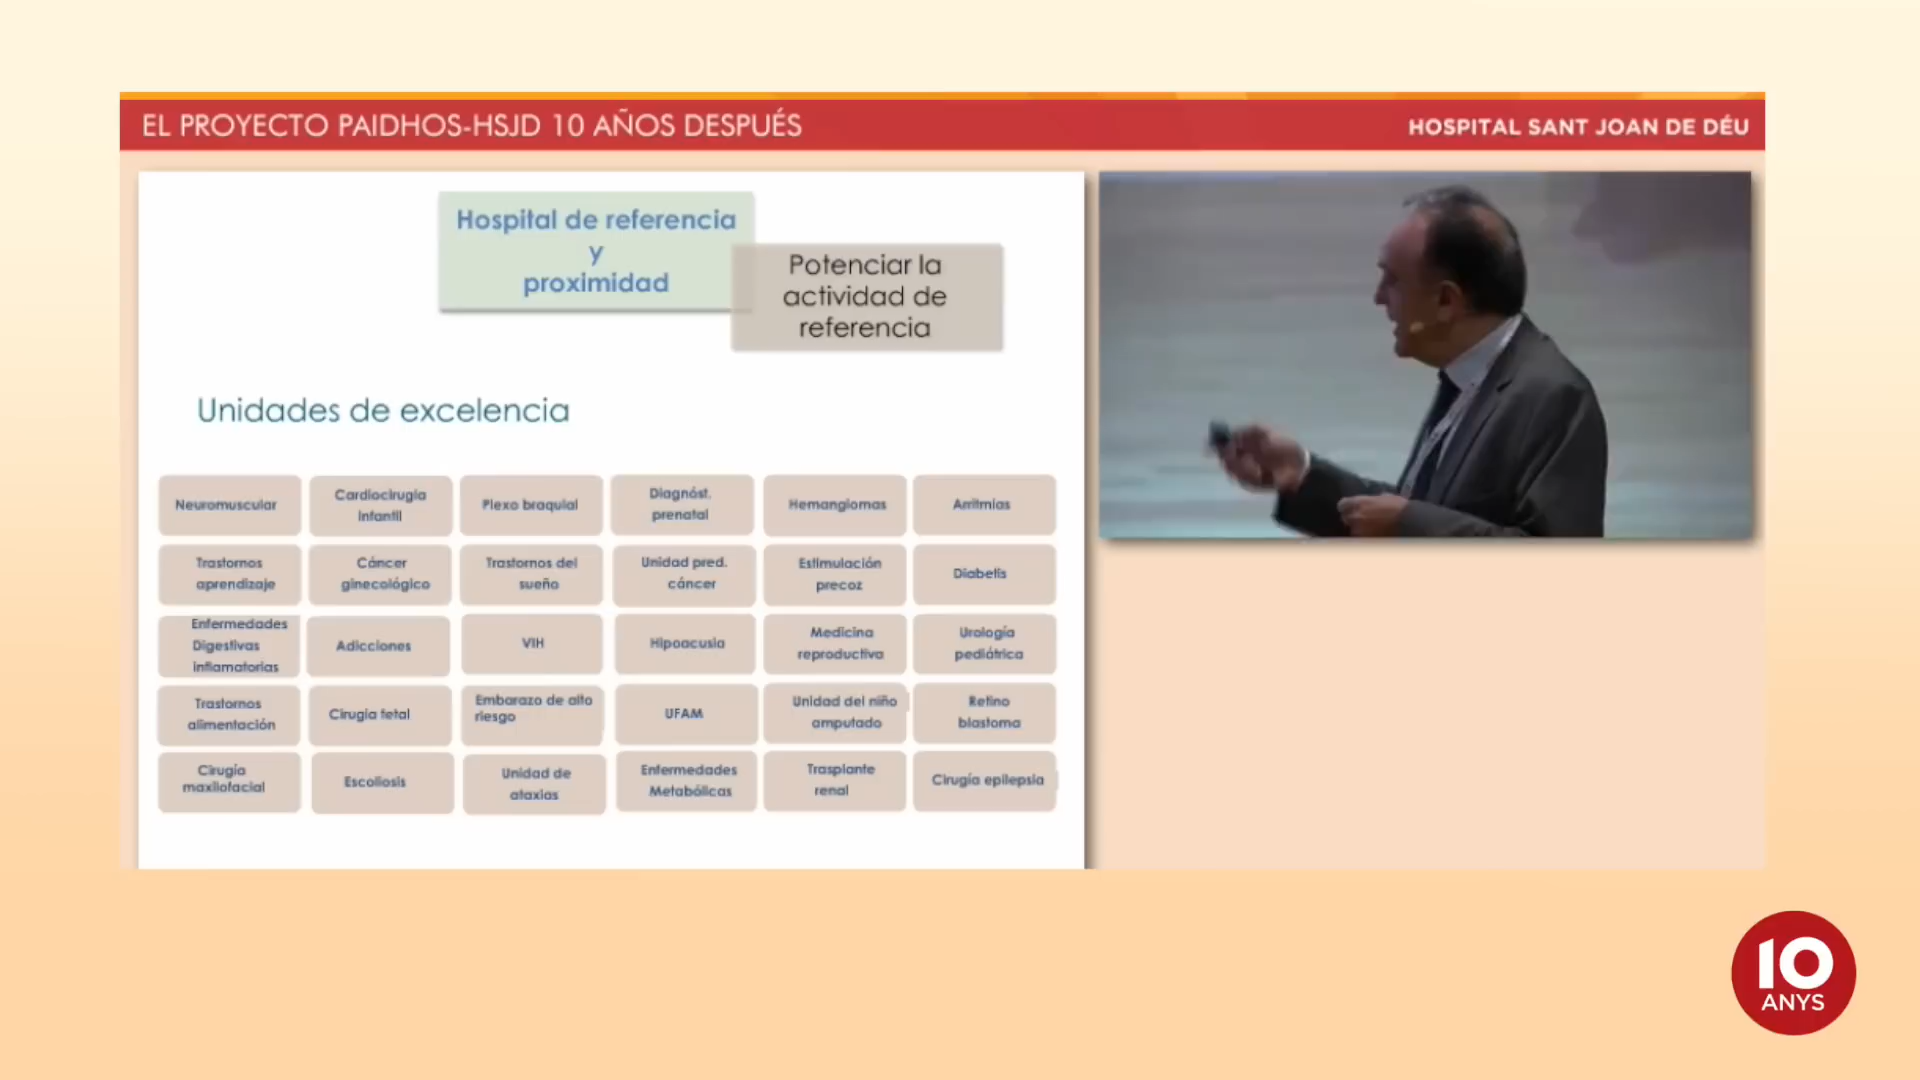 EL PROYECTO PAIDHOS-HSJD 10 AÑOS DESPUÉS
HOSPITAL SANT JOAN DE DÉU
Hospital de referencia
y
proximidad
Potenciar la
actividad de
referencia
Unidades de excelencia
Neuromuscular
Cardiocirugía
infantil
Plexo braquial
Diagnóst.
prenatal
Hemangiomas
Arritmias
Trastornos
aprendizaje
Cáncer
ginecológico
Trastornos del
sueño
Unidad pred.
cáncer
Estimulación
precoz
Diabetis
Enfermedades
Digestivas
inflamatorias
Adicciones
VIH
Hipoacusia
Medicina
reproductiva
Urología
pediátrica
Trastornos
alimentación
Cirugía fetal
Embarazo de alto
riesgo
UFAM
Unidad del niño
amputado
Retino
blastoma
Cirugía
maxilofacial
Escoliosis
Unidad de
ataxias
Enfermedades
Metabólicas
Trasplante
renal
Cirugía epilepsia
10
ANYS